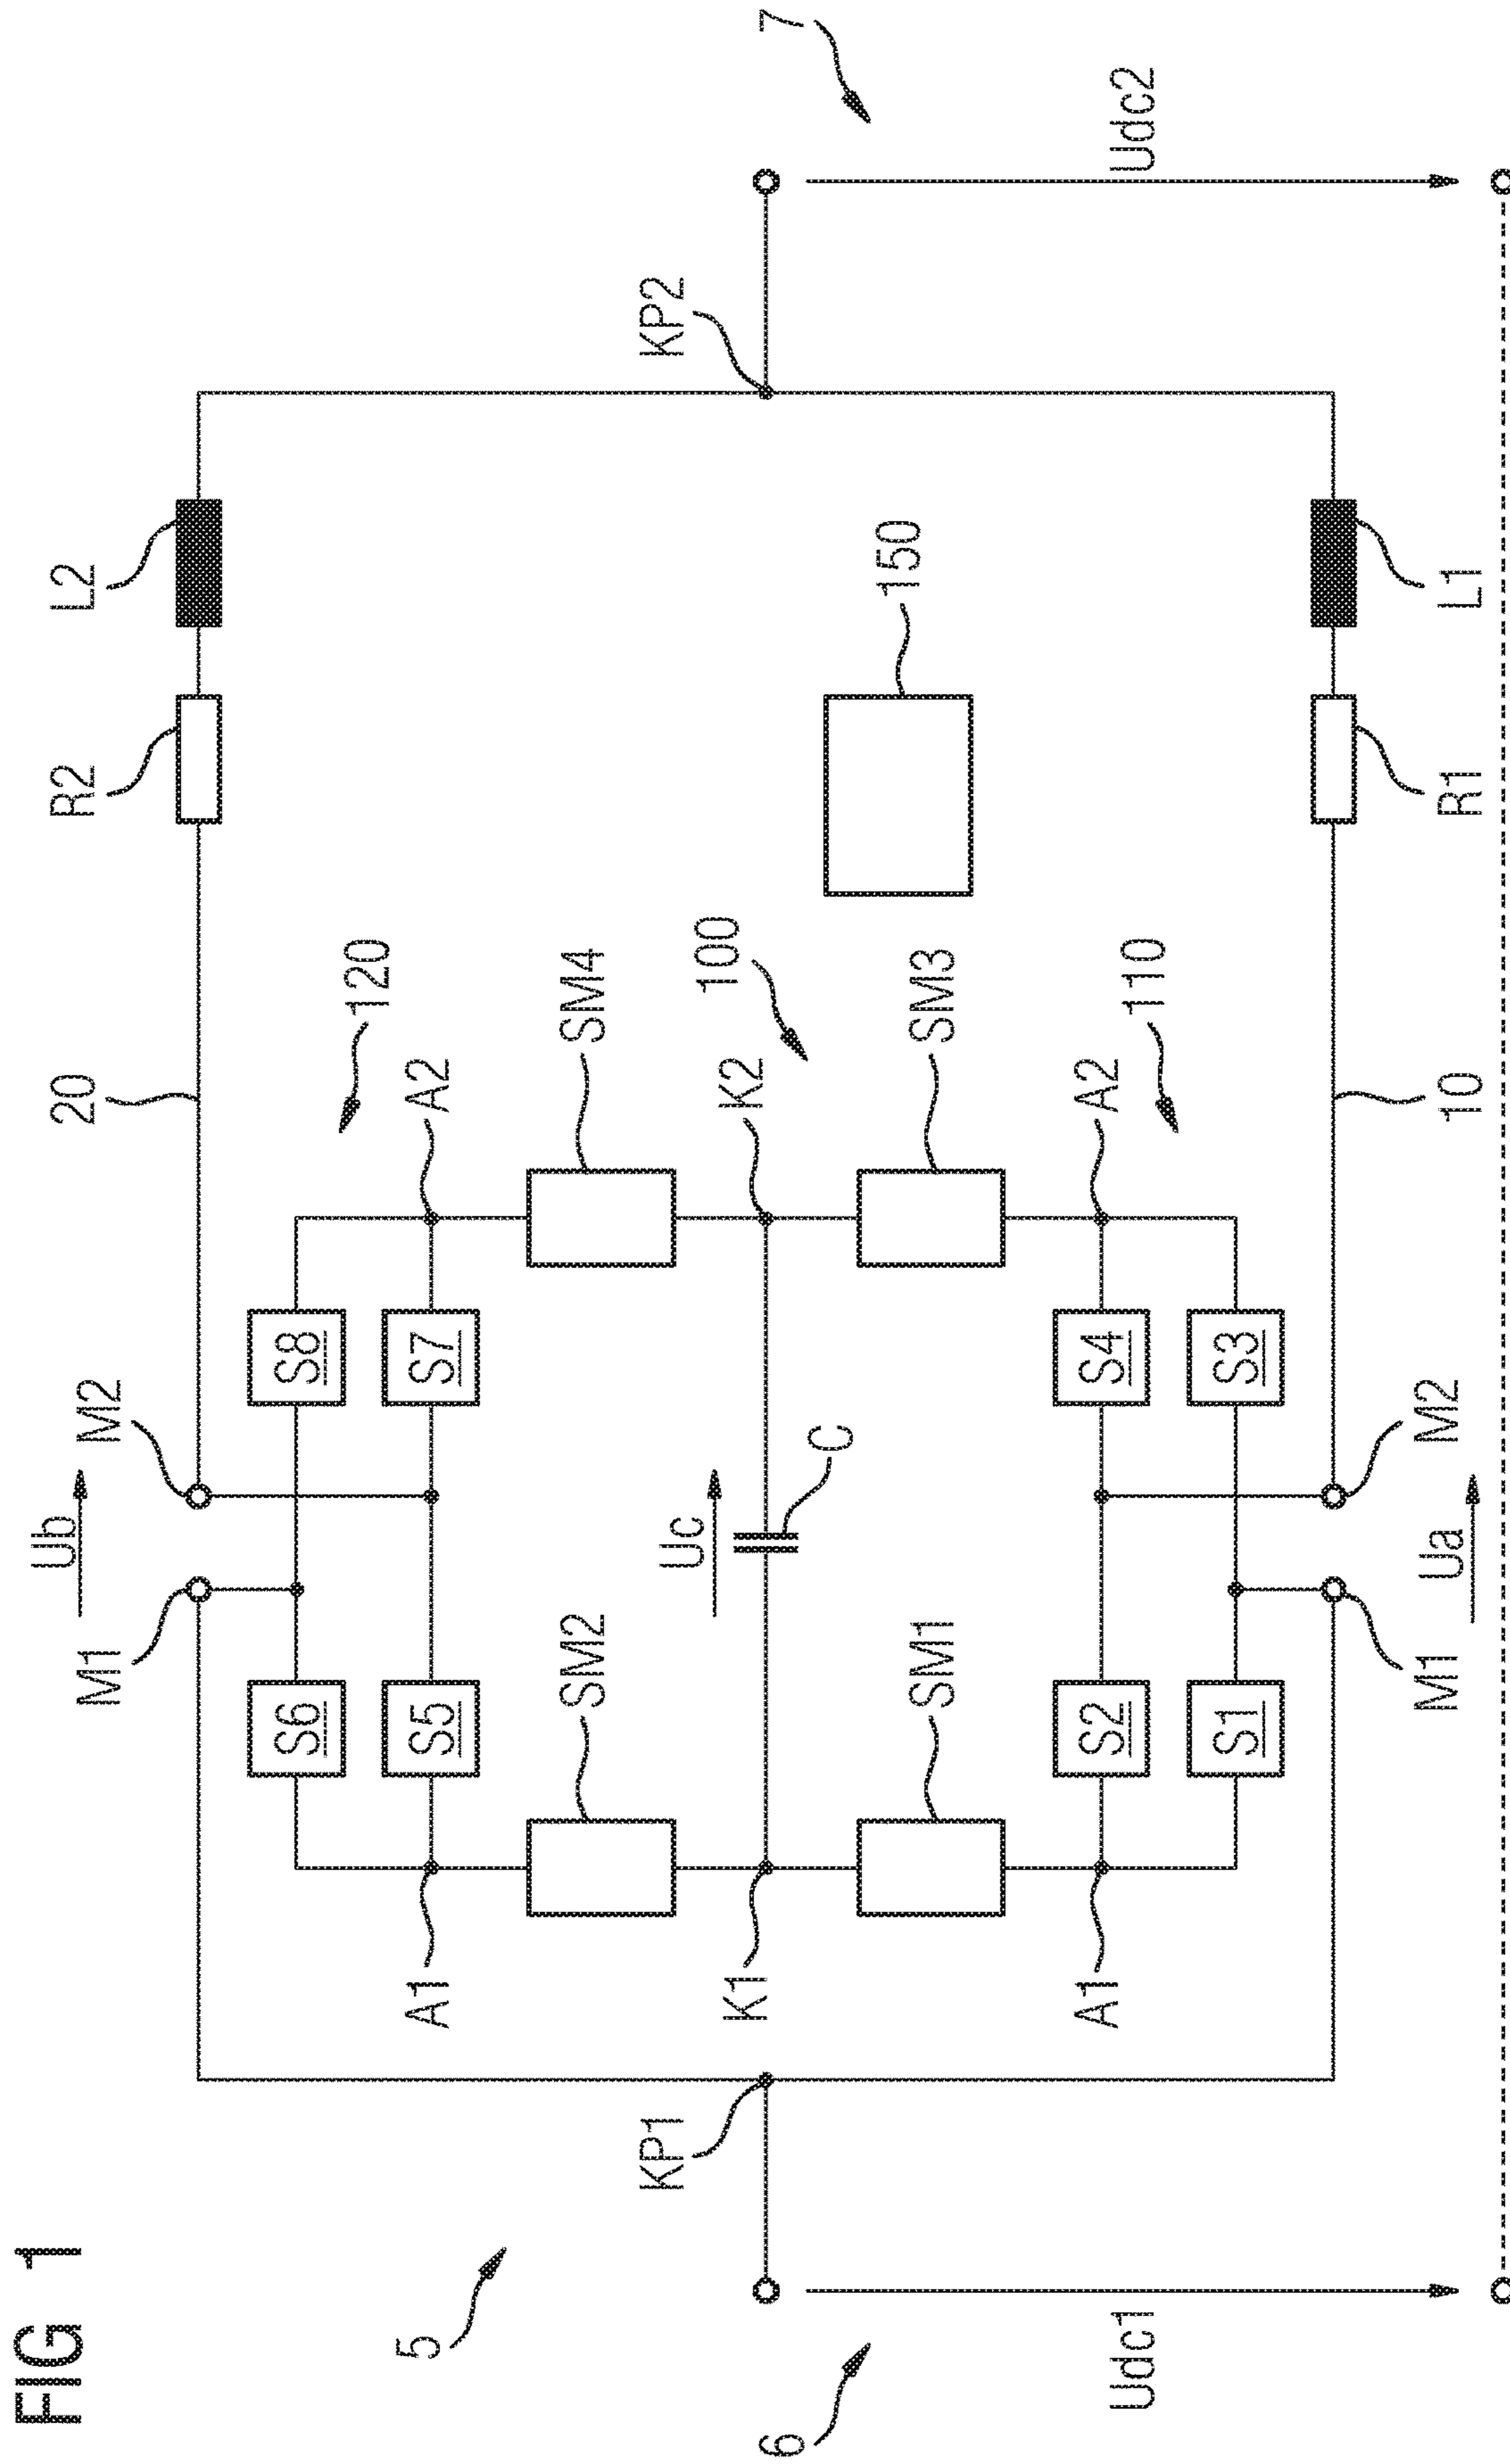 FIG 1
5
6
7
Udc1
Udc2
KP1
KP2
20
10
R2
L2
R1
L1
150
100
120
110
Ub
M1
M2
S6
S8
S5
S7
A1
A2
SM2
SM4
Uc
C
K1
K2
SM1
SM3
A1
A2
S2
S4
S1
S3
M1
M2
Ua